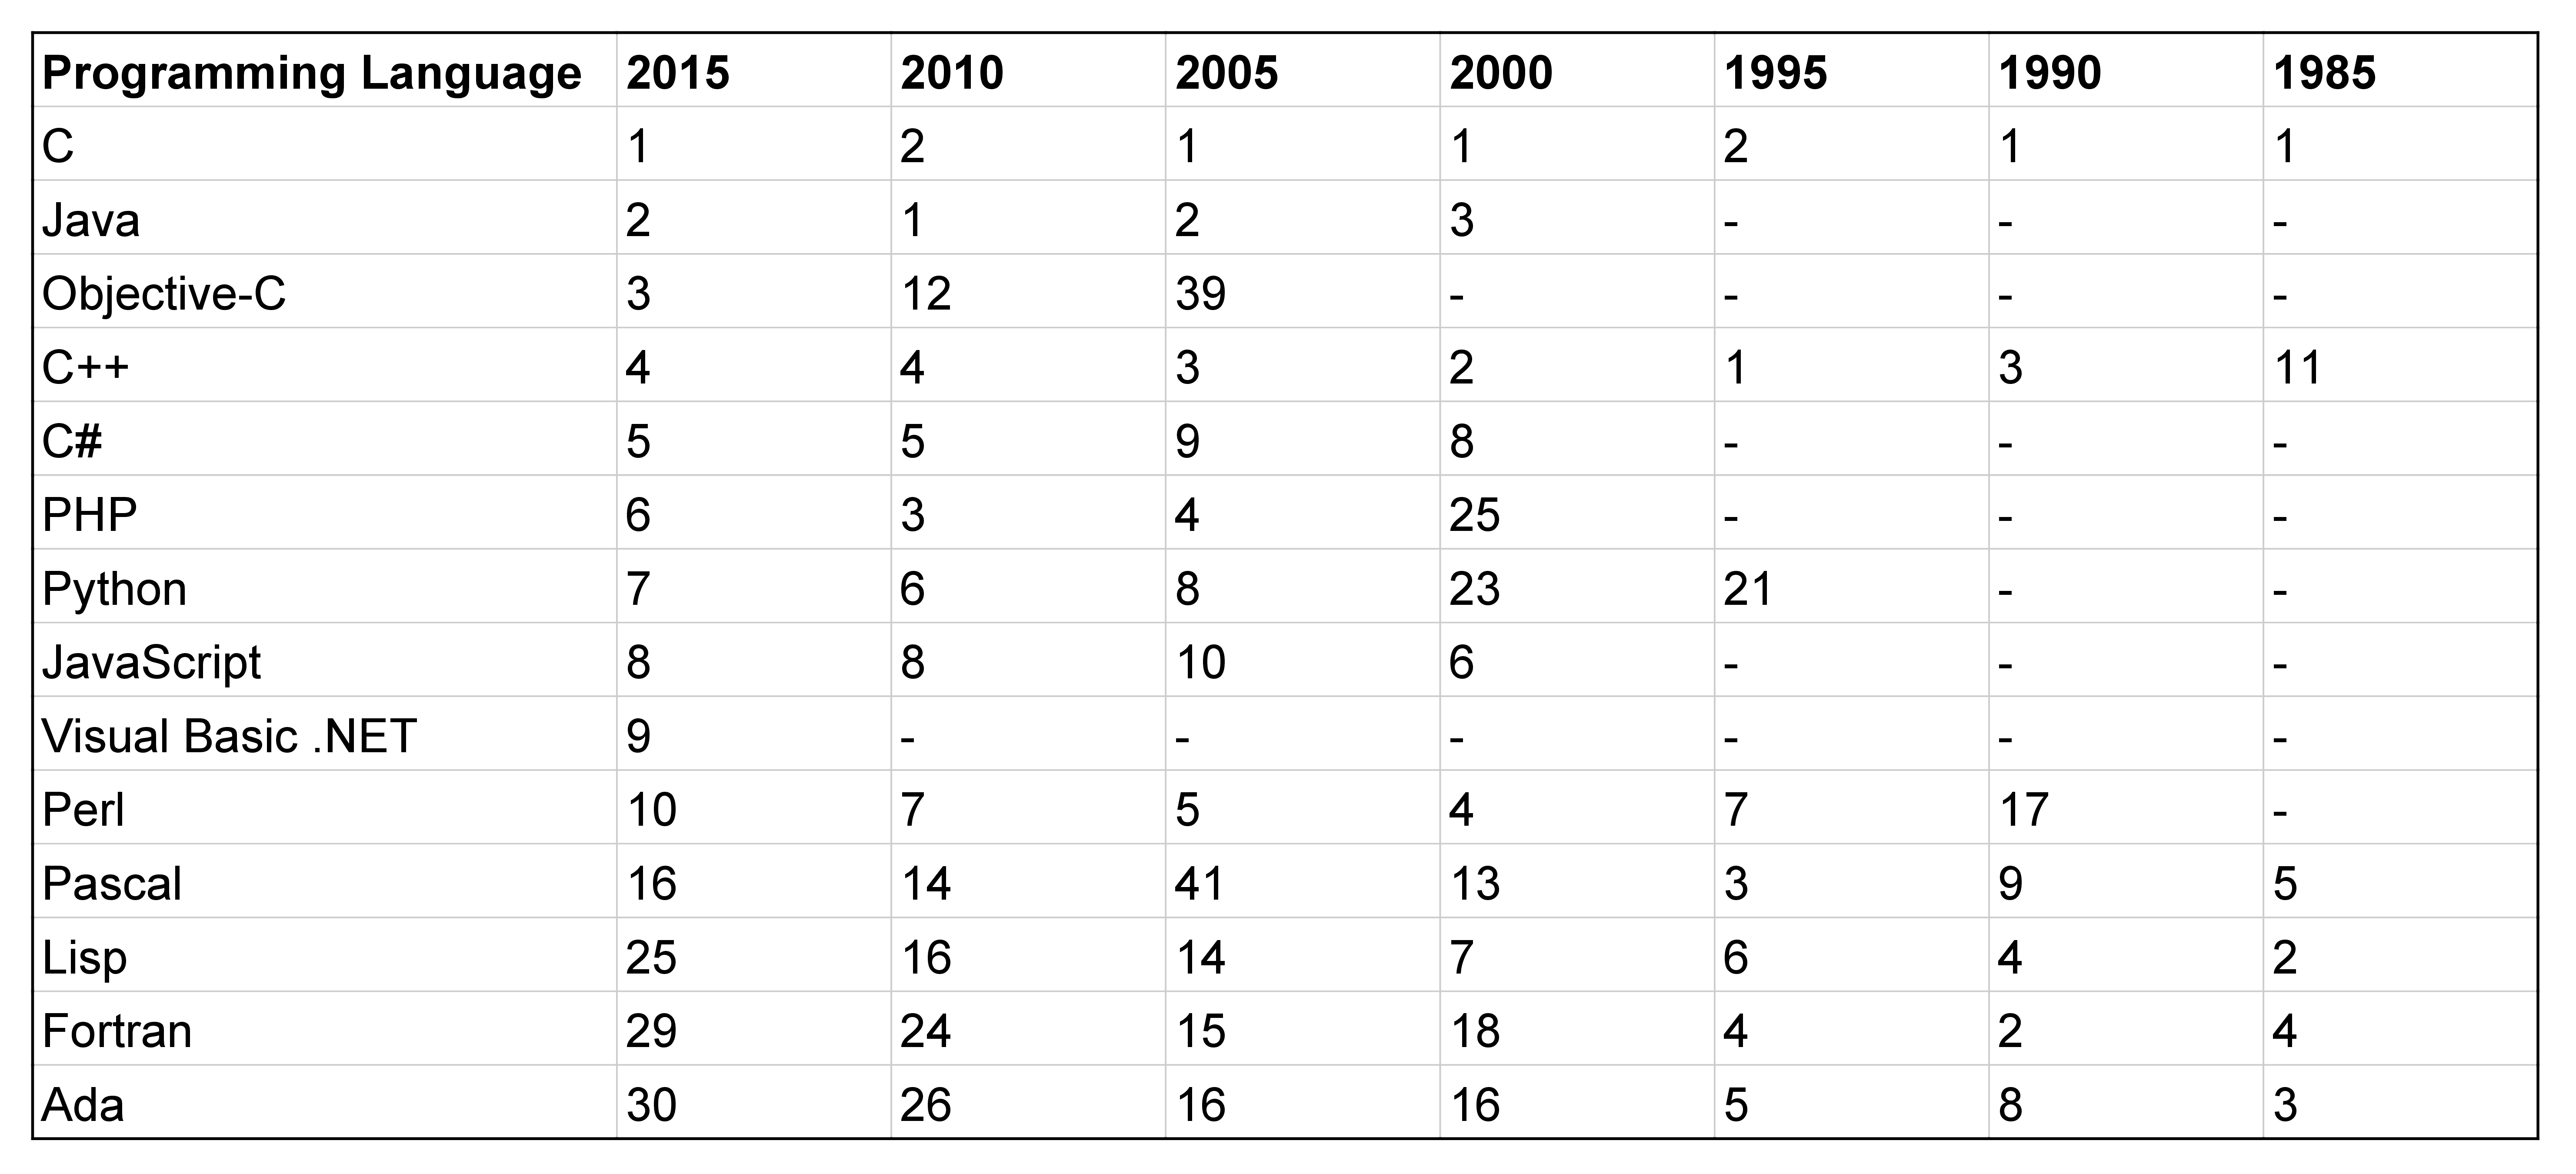 Programming Language 2015 2010 2005 2000 1995 1990 1985
C 1 2 1 1 2 1 1
Java 2 1 2 3 - - -
Objective-C 3 12 39 - - - -
C++ 4 4 3 2 1 3 11
C# 5 5 9 8 - - -
PHP 6 3 4 25 - - -
Python 7 6 8 23 21 - -
JavaScript 8 8 10 6 - - -
Visual Basic .NET 9 - - - - - -
Perl 10 7 5 4 7 17 -
Pascal 16 14 41 13 3 9 5
Lisp 25 16 14 7 6 4 2
Fortran 29 24 15 18 4 2 4
Ada 30 26 16 16 5 8 3